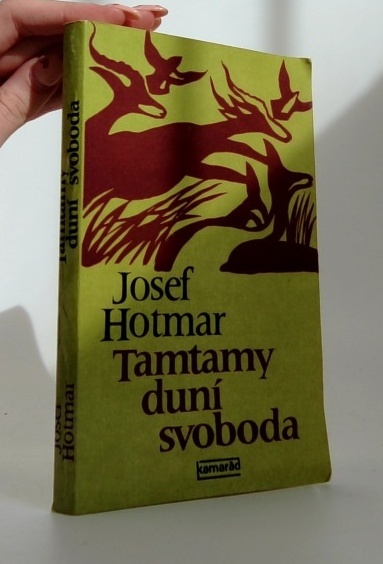 Josef
Hotmar
Tamtamy
duní
svoboda
kamarád
Josef
Hotmar
Tamtamy
duní svoboda